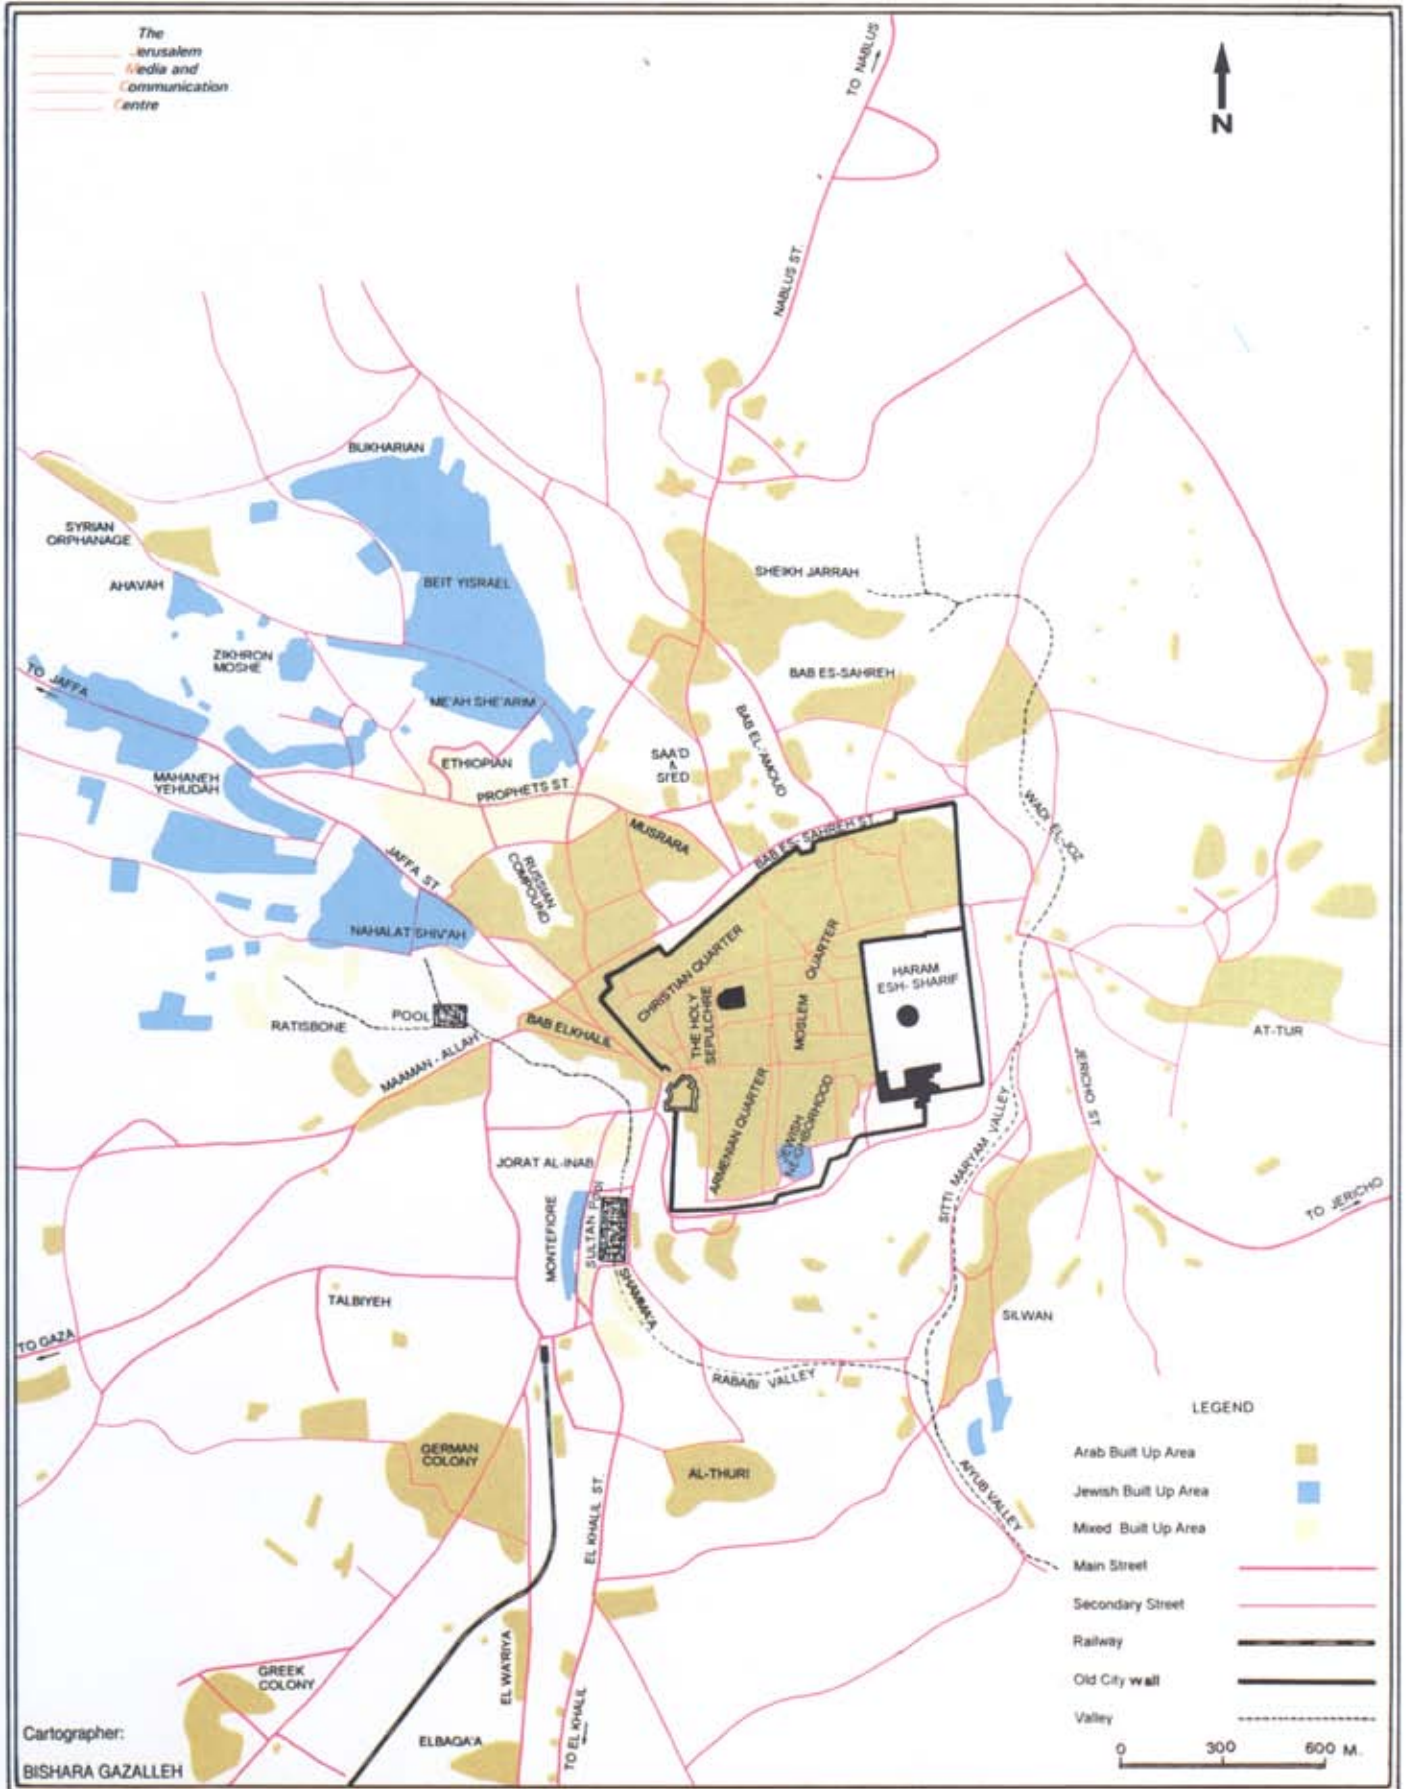 The
Jerusalem
Media and
Communication
Centre
N
TO NABLUS
NABLUS ST.
BUKHARIAN
SYRIAN
ORPHANAGE
AHAVAH
BEIT YISRAEL
SHEIKH JARRAH
ZIKHRON
MOSHE
TO JAFFA
BAB ES-SAHREH
ME'AH SHE'ARIM
BAB EL-'AMOUD
SAA'D
&
SI'ED
ETHIOPIAN
MAHANEH
YEHUDAH
PROPHETS ST.
WADI EL-JOZ
MUSRARA
BAB ES-SAHREH ST.
JAFFA ST
RUSSIAN
COMPOUND
NAHALAT SHIV'AH
CHRISTIAN QUARTER
MOSLEM QUARTER
HARAM
ESH-SHARIF
THE HOLY
SEPULCHRE
POOL
RATISBONE
BAB ELKHALIL
AT-TUR
MAAMAN-ALLAH
JERICHO ST
ARMENIAN QUARTER
JEWISH
NEIGHBORHOOD
SITTI MARYAM VALLEY
JORAT AL-INAB
MONTEFIORE
SULTAN Pool
TO JERICHO
SHAMMA'A
TALBIYEH
SILWAN
TO GAZA
RABABI VALLEY
GERMAN
COLONY
AL-THURI
AIYUB VALLEY
EL KHALIL ST.
GREEK
COLONY
EL WA'RIYA
ELBAGA'A
TO EL KHALIL
LEGEND
Arab Built Up Area
Jewish Built Up Area
Mixed Built Up Area
Main Street
Secondary Street
Railway
Old City wall
Valley
0 300 600 M.
Cartographer:
BISHARA GAZALLEH